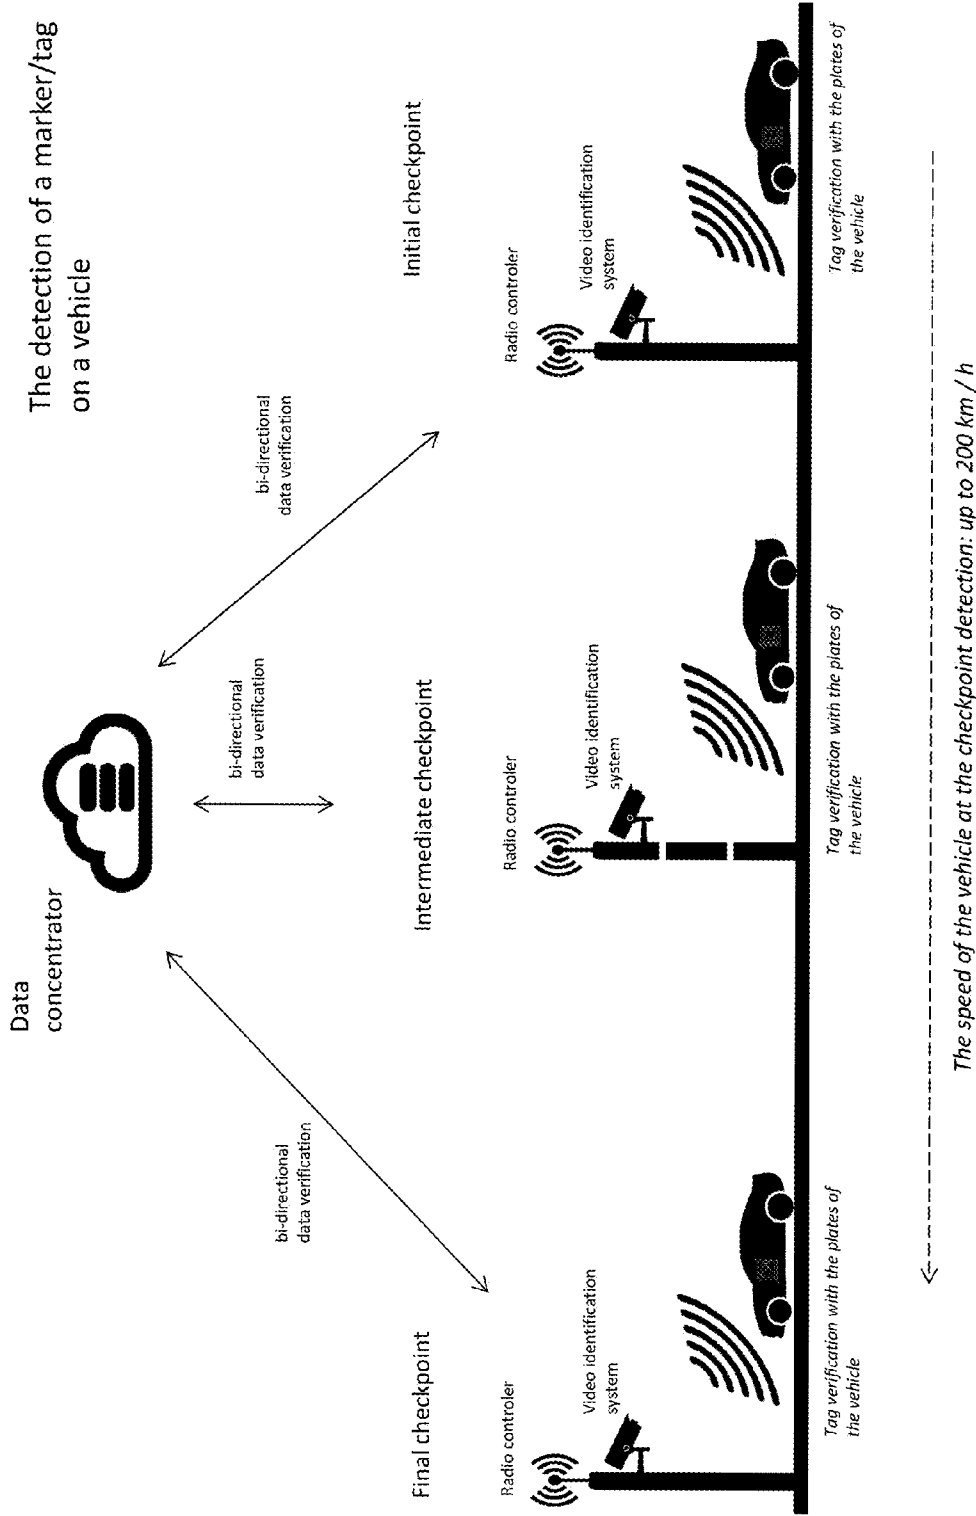 The detection of a marker/tag
on a vehicle
Data
concentrator
bi-directional
data verification
bi-directional
data verification
bi-directional
data verification
Final checkpoint
Intermediate checkpoint
Initial checkpoint
Radio controler
Video identification
system
Radio controler
Video identification
system
Radio controler
Video identification
system
Tag verification with the plates of
the vehicle
Tag verification with the plates of
the vehicle
Tag verification with the plates of
the vehicle
The speed of the vehicle at the checkpoint detection: up to 200 km / h